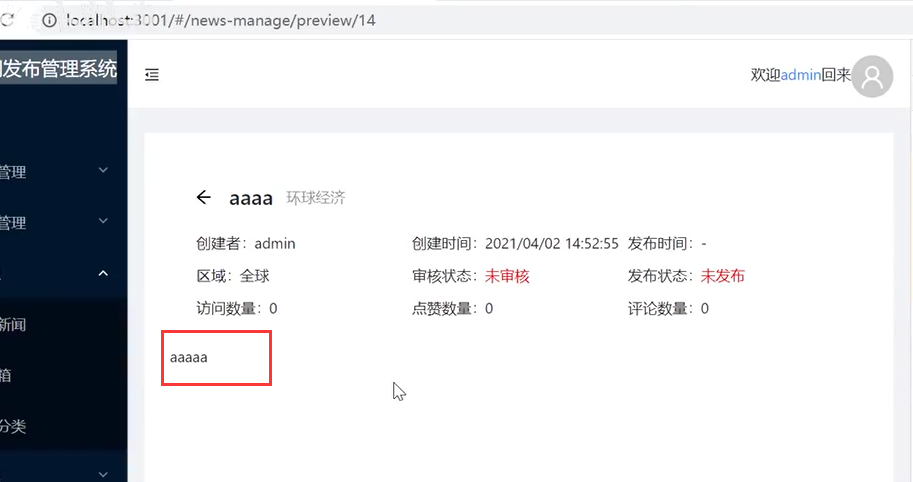 localhost:3001/#/news-manage/preview/14
发布管理系统
欢迎admin回来
管理
管理
新闻
箱
分类
aaaa 环球经济
创建者：admin 创建时间：2021/04/02 14:52:55 发布时间：-
区域：全球 审核状态：未审核 发布状态：未发布
访问数量：0 点赞数量：0 评论数量：0
aaaaa